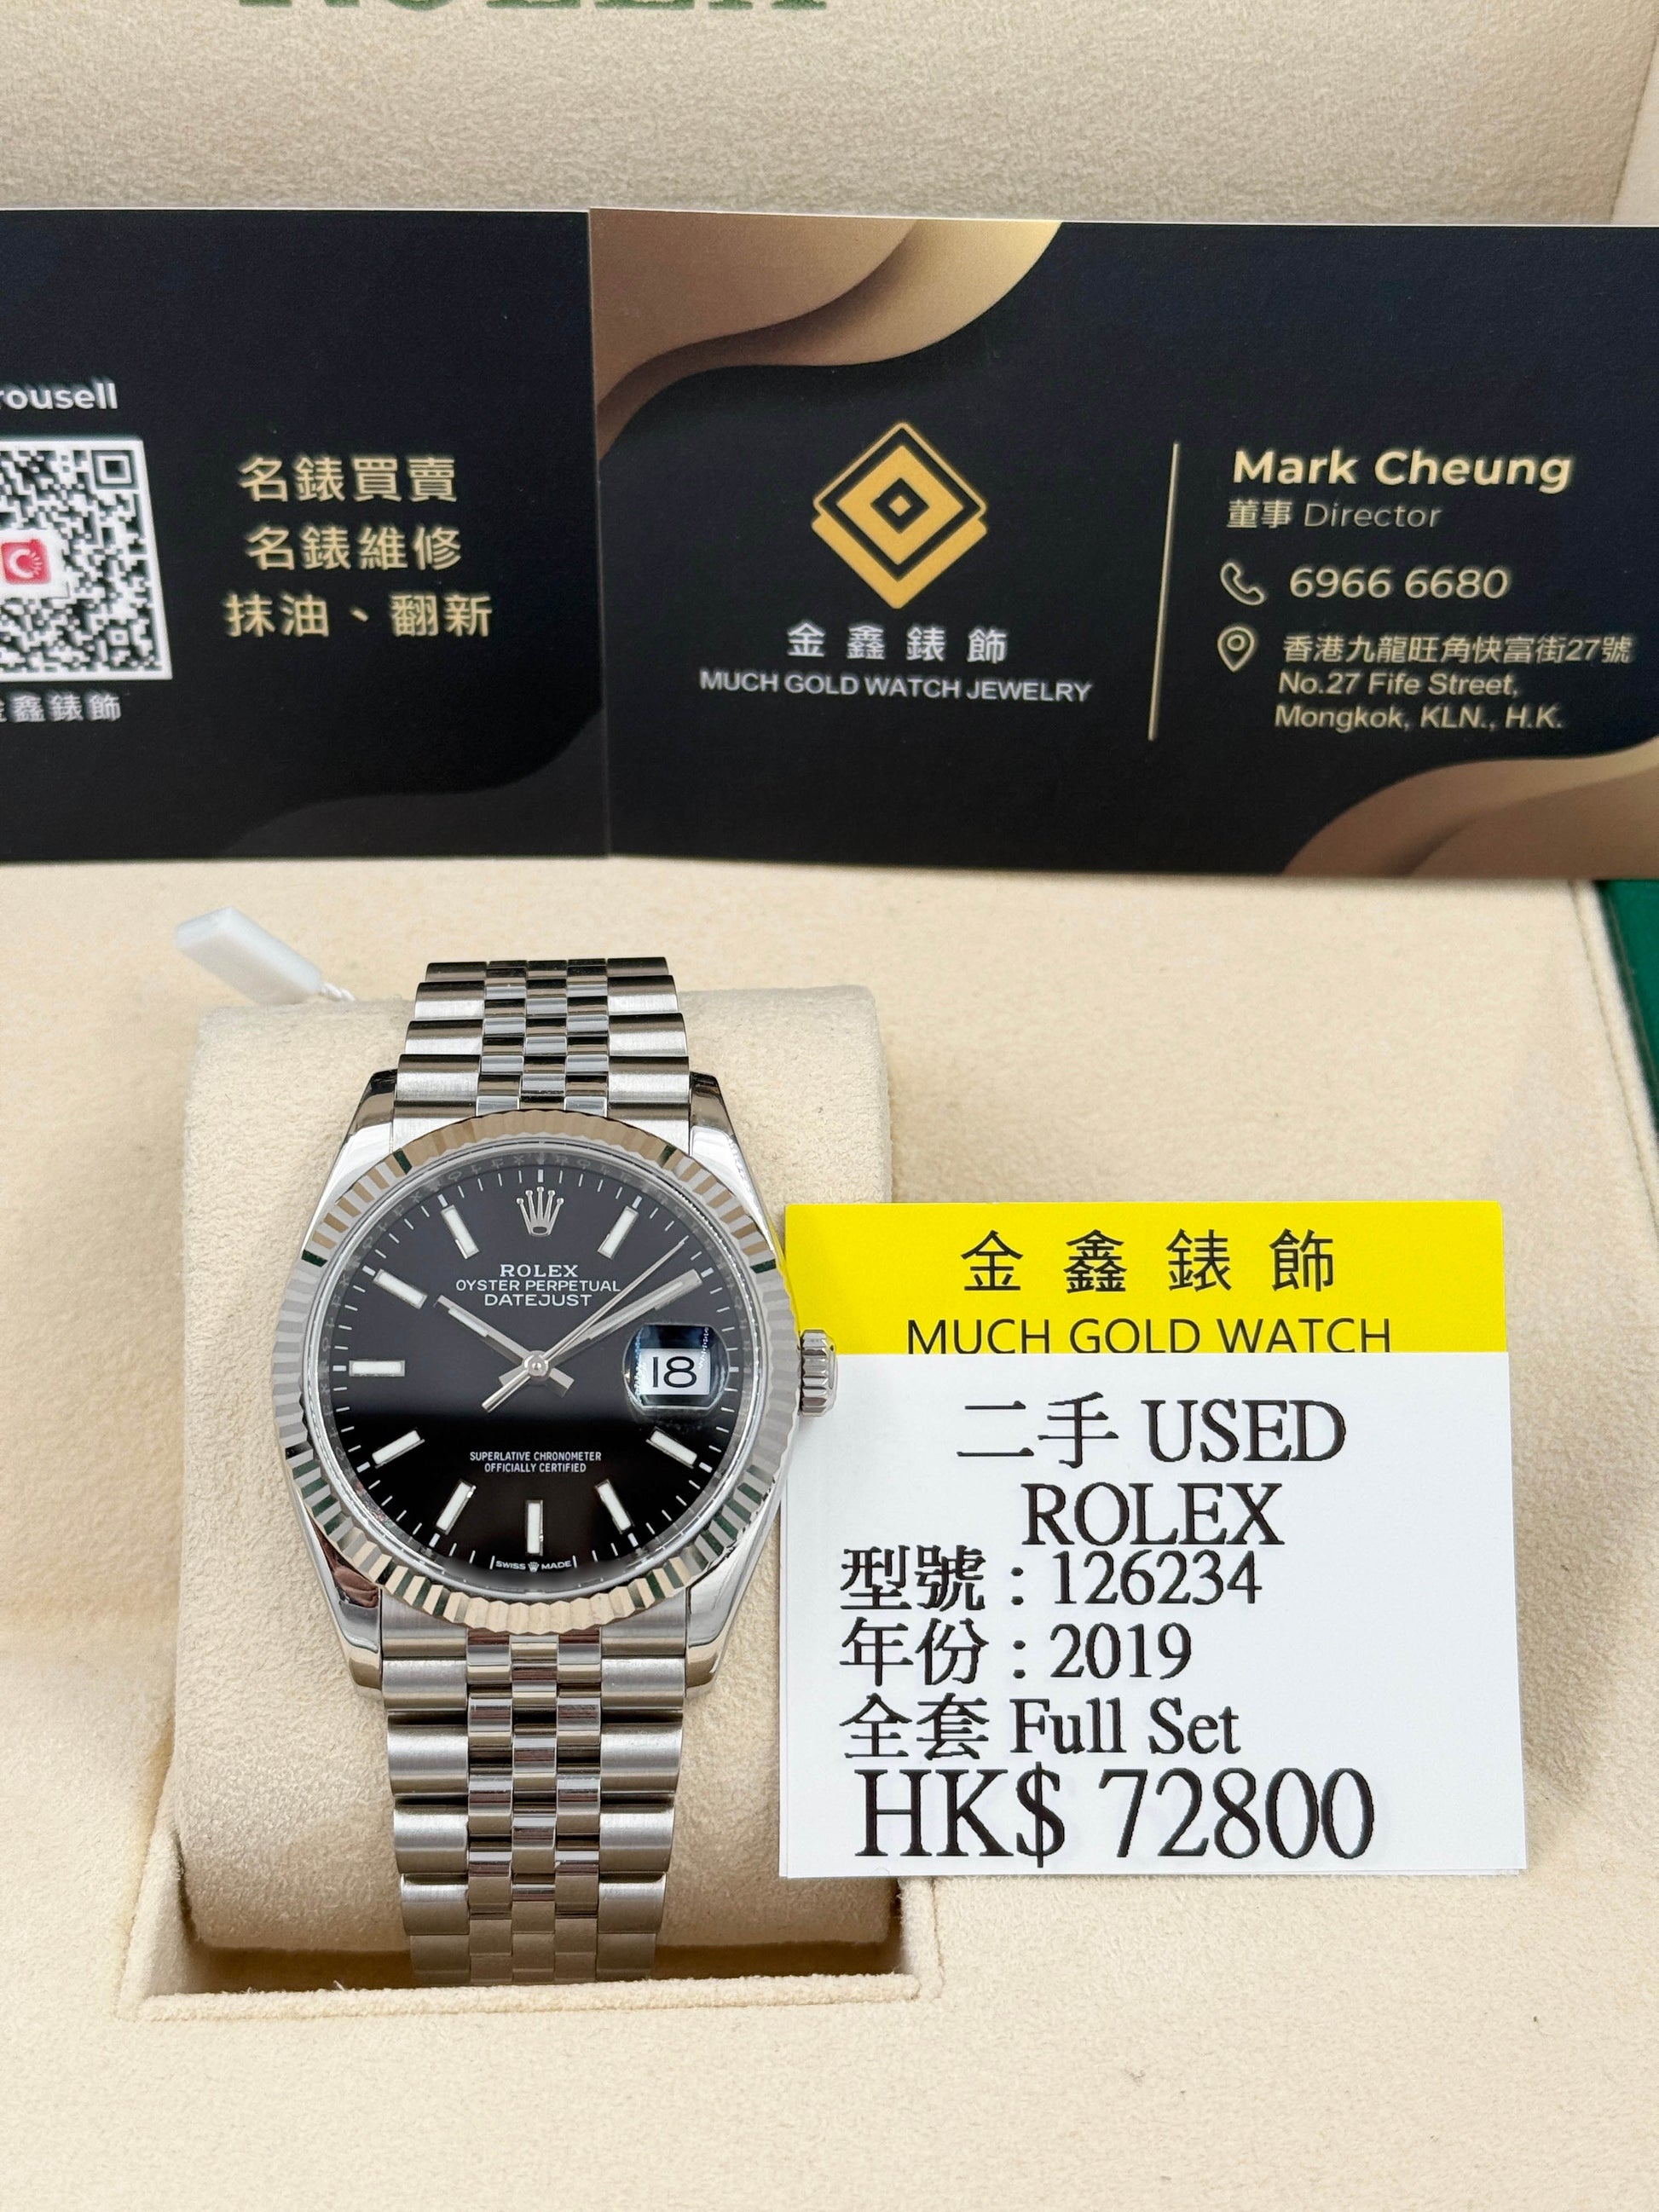 名錶買賣
名錶維修
抹油、翻新
鑫錶飾
金鑫錶飾
MUCH GOLD WATCH JEWELRY
Mark Cheung
董事 Director
6966 6680
香港九龍旺角快富街27號
No.27 Fife Street,
Mongkok, KLN., H.K.
ROLEX
OYSTER PERPETUAL
DATEJUST
18
SUPERLATIVE CHRONOMETER
OFFICIALLY CERTIFIED
SWISS MADE
金鑫錶飾
MUCH GOLD WATCH
二手 USED
ROLEX
型號：126234
年份：2019
全套 Full Set
HK$ 72800